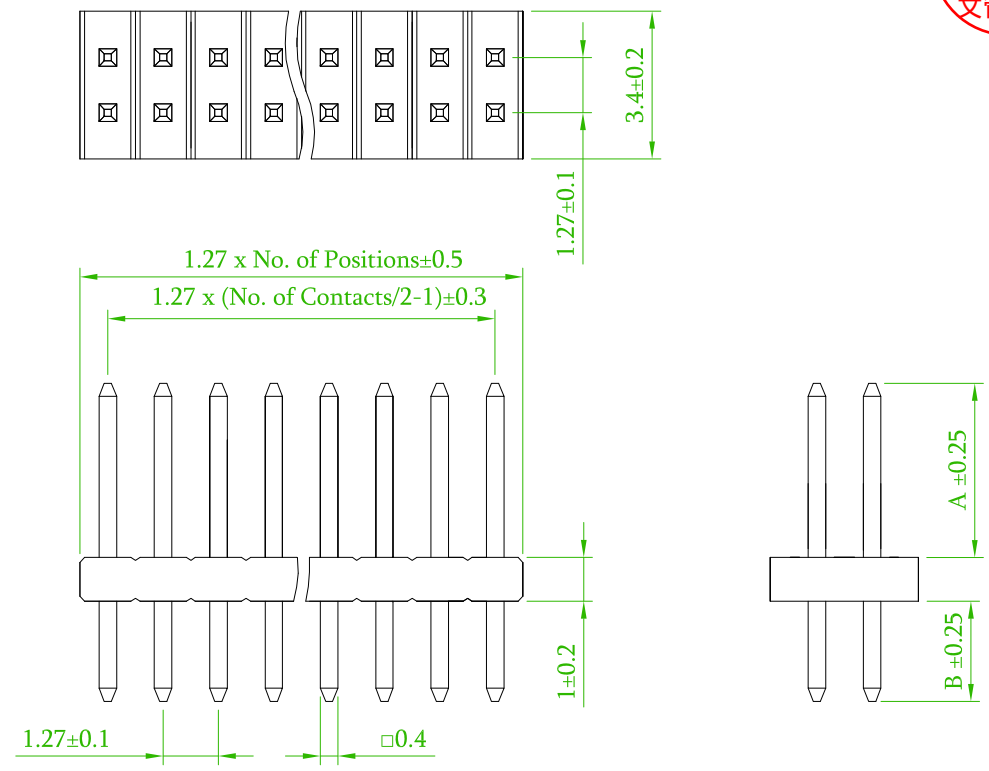 3.4±0.2
1.27±0.1
1.27 x No. of Positions±0.5
1.27 x (No. of Contacts/2-1)±0.3
A ±0.25
1±0.2
B ±0.25
1.27±0.1
□0.4